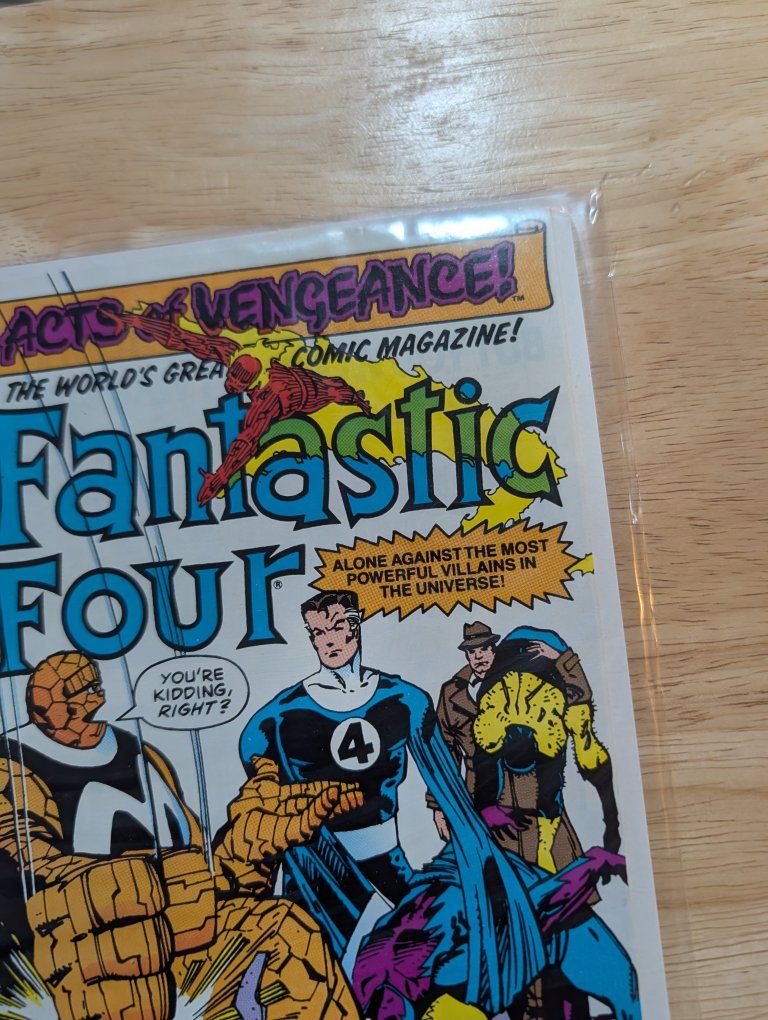 ACTS of VENGEANCE!™
THE WORLD'S GREA COMIC MAGAZINE!
Fantastic
Four®
ALONE AGAINST THE MOST
POWERFUL VILLAINS IN
THE UNIVERSE!
YOU'RE
KIDDING,
RIGHT?
4